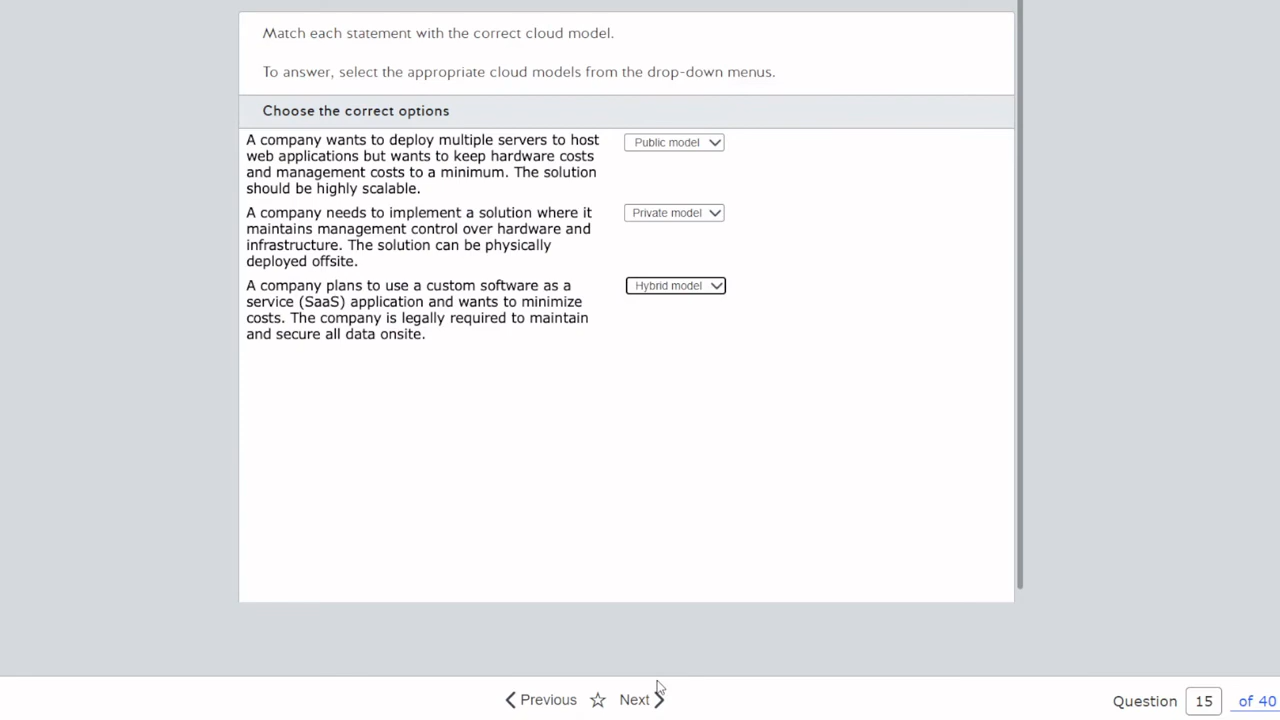 Match each statement with the correct cloud model.
To answer, select the appropriate cloud models from the drop-down menus.
Choose the correct options
A company wants to deploy multiple servers to host
web applications but wants to keep hardware costs
and management costs to a minimum. The solution
should be highly scalable.
Public model
A company needs to implement a solution where it
maintains management control over hardware and
infrastructure. The solution can be physically
deployed offsite.
Private model
A company plans to use a custom software as a
service (SaaS) application and wants to minimize
costs. The company is legally required to maintain
and secure all data onsite.
Hybrid model
Previous Next
Question 15 of 40